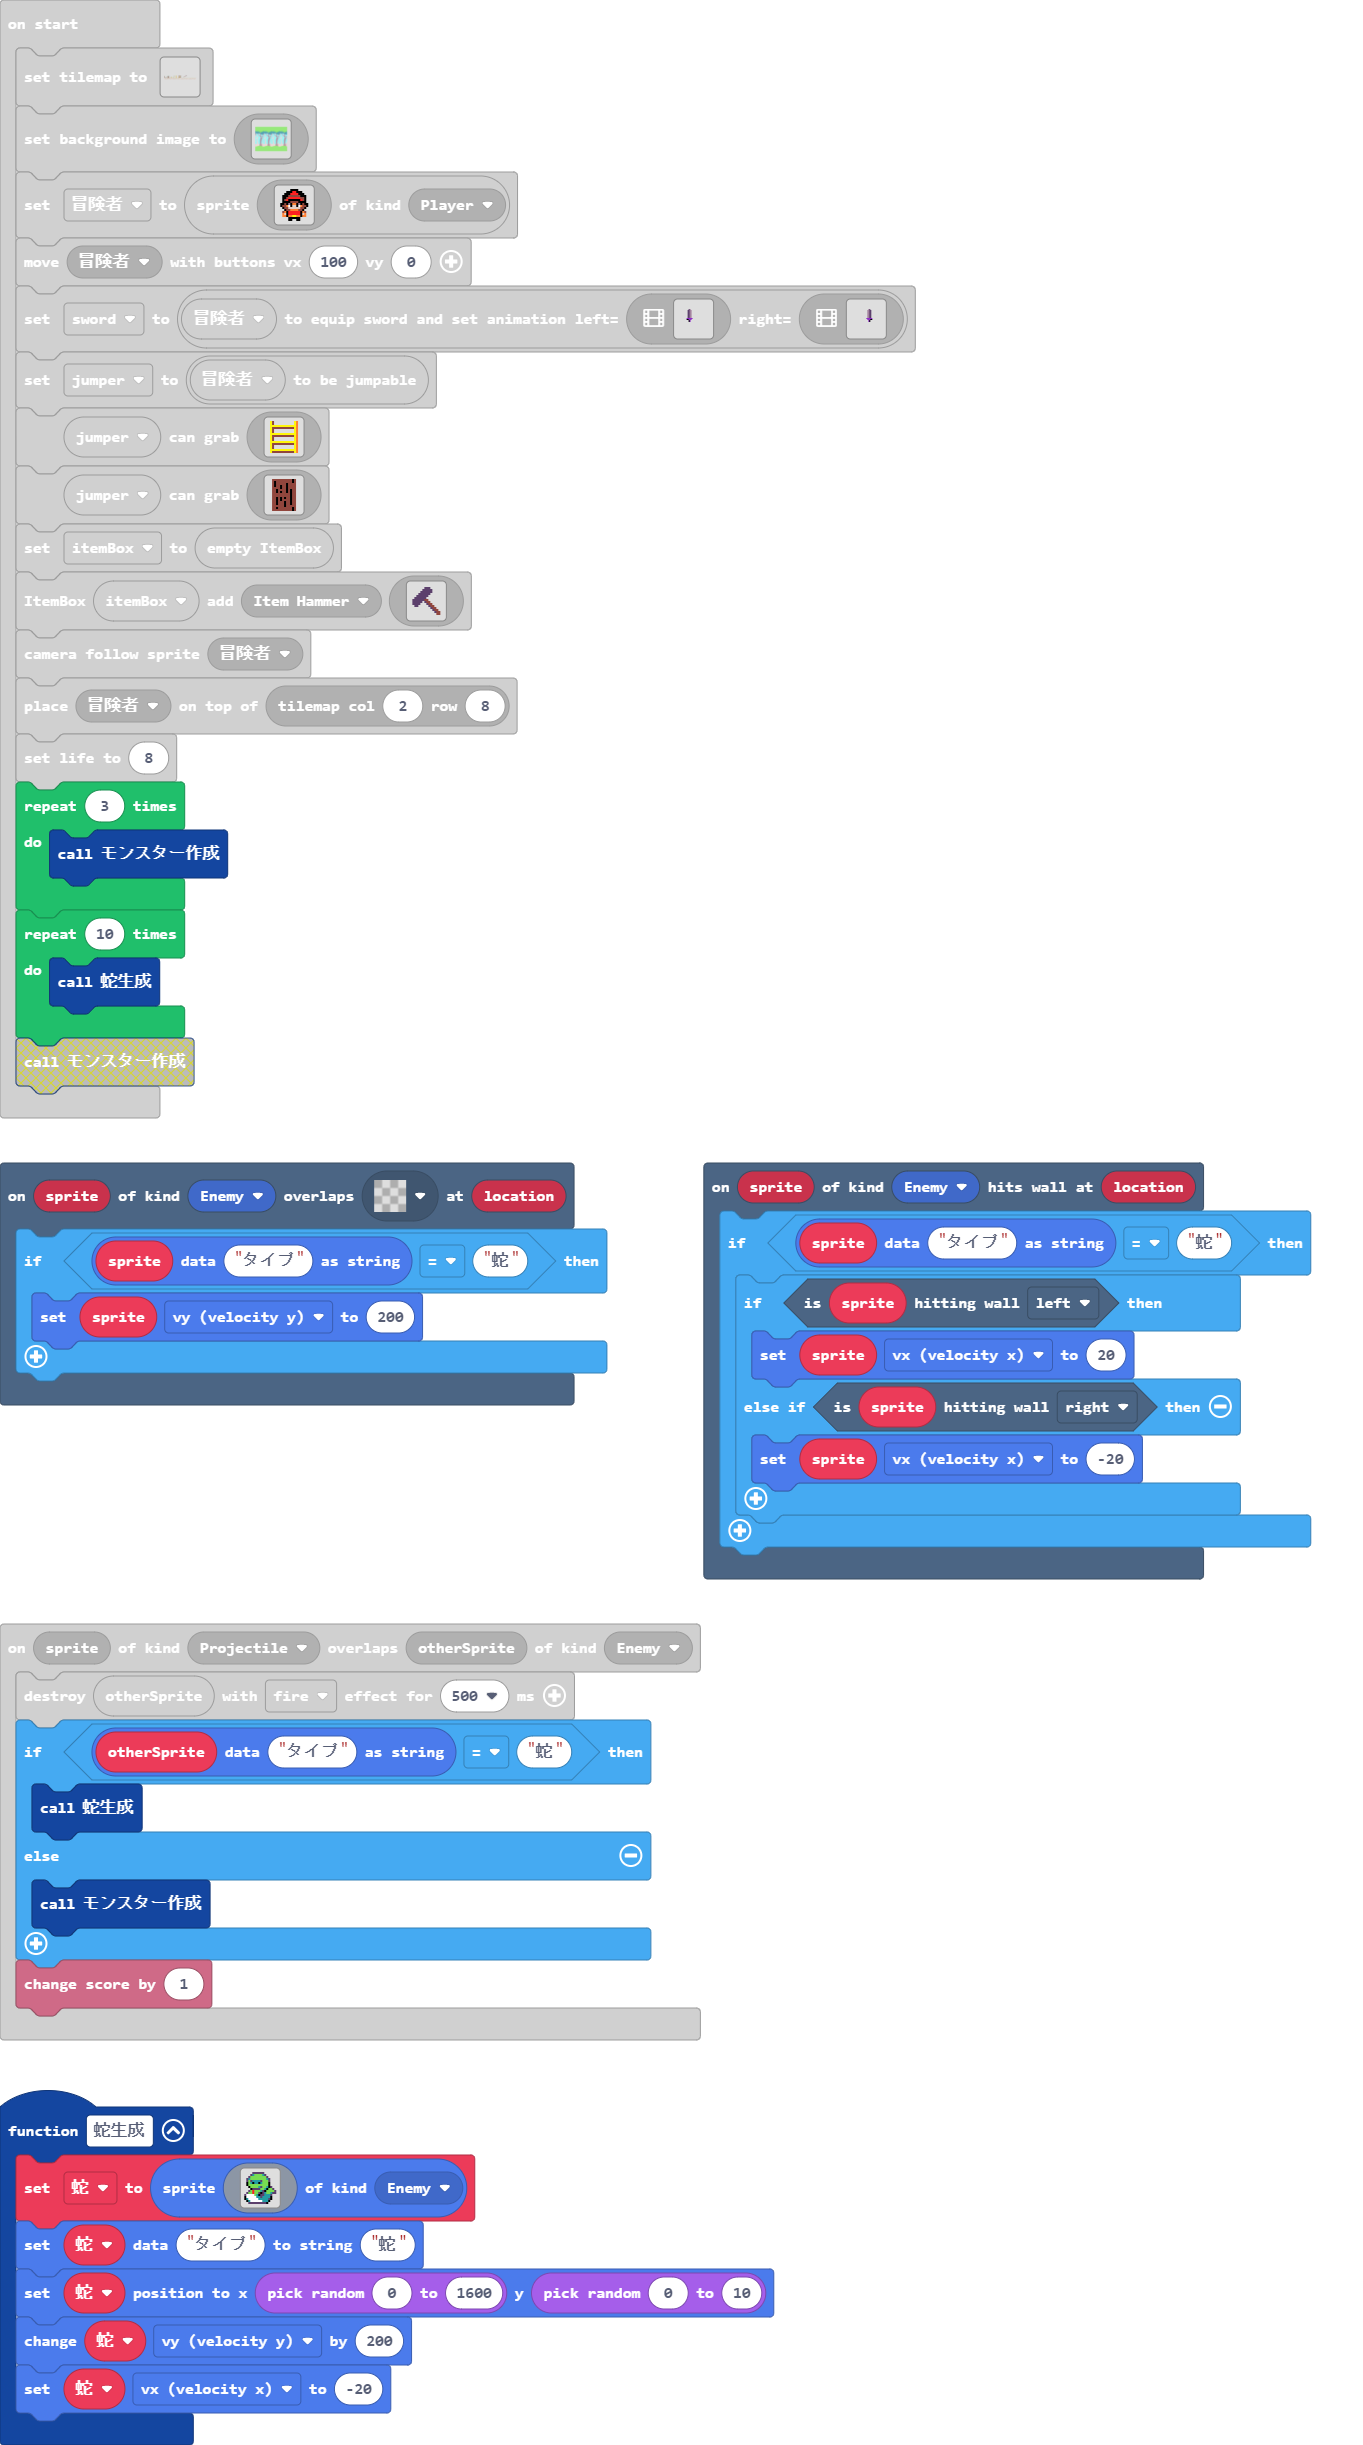 on start
set tilemap to
set background image to
set 冒険者 to sprite of kind Player
move 冒険者 with buttons vx 100 vy 0
set sword to 冒険者 to equip sword and set animation left= right=
set jumper to 冒険者 to be jumpable
jumper can grab
jumper can grab
set itemBox to empty ItemBox
ItemBox itemBox add Item Hammer
camera follow sprite 冒険者
place 冒険者 on top of tilemap col 2 row 8
set life to 8
repeat 3 times
do call モンスター作成
repeat 10 times
do call 蛇生成
call モンスター作成
on sprite of kind Enemy overlaps at location
if sprite data "タイプ" as string = "蛇" then
set sprite vy (velocity y) to 200
on sprite of kind Enemy hits wall at location
if sprite data "タイプ" as string = "蛇" then
if is sprite hitting wall left then
set sprite vx (velocity x) to 20
else if is sprite hitting wall right then
set sprite vx (velocity x) to -20
on sprite of kind Projectile overlaps otherSprite of kind Enemy
destroy otherSprite with fire effect for 500 ms
if otherSprite data "タイプ" as string = "蛇" then
call 蛇生成
else
call モンスター作成
change score by 1
function 蛇生成
set 蛇 to sprite of kind Enemy
set 蛇 data "タイプ" to string "蛇"
set 蛇 position to x pick random 0 to 1600 y pick random 0 to 10
change 蛇 vy (velocity y) by 200
set 蛇 vx (velocity x) to -20